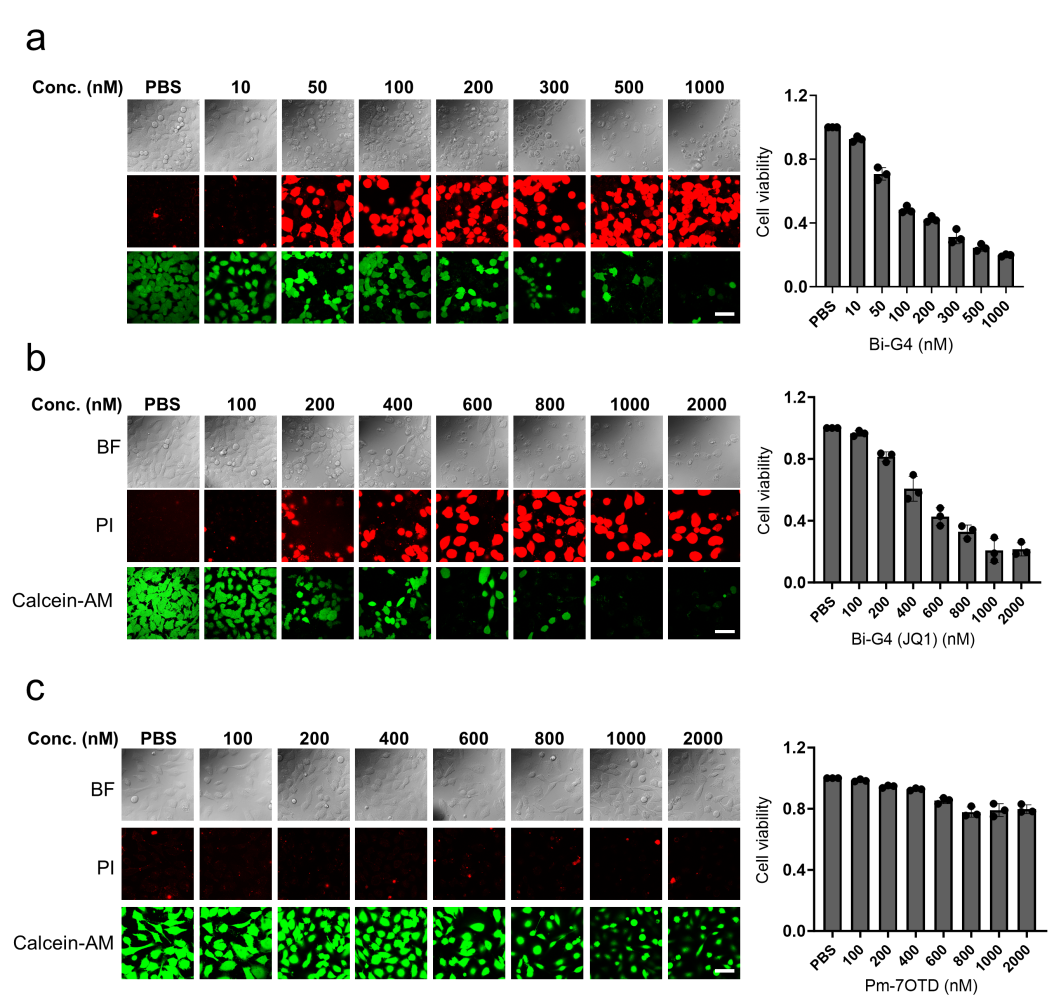 a
Conc. (nM) PBS 10 50 100 200 300 500 1000
1.2
0.8
0.4
0.0
Cell viability
PBS 10 50 100 200 300 500 1000
Bi-G4 (nM)
b
Conc. (nM) PBS 100 200 400 600 800 1000 2000
BF
PI
Calcein-AM
1.2
0.8
0.4
0.0
Cell viability
PBS 100 200 400 600 800 1000 2000
Bi-G4 (JQ1) (nM)
c
Conc. (nM) PBS 100 200 400 600 800 1000 2000
BF
PI
Calcein-AM
1.2
0.8
0.4
0.0
Cell viability
PBS 100 200 400 600 800 1000 2000
Pm-7OTD (nM)